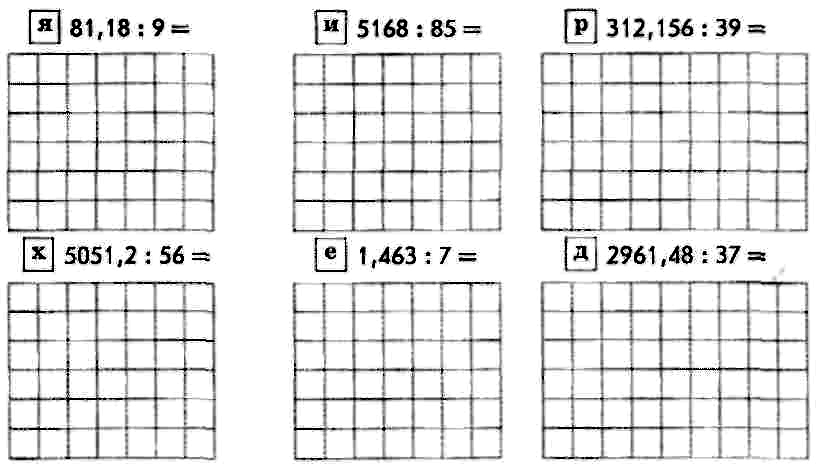 я 81,18 : 9 = и 5168 : 85 = р 312,156 : 39 =
х 5051,2 : 56 = е 1,463 : 7 = д 2961,48 : 37 =